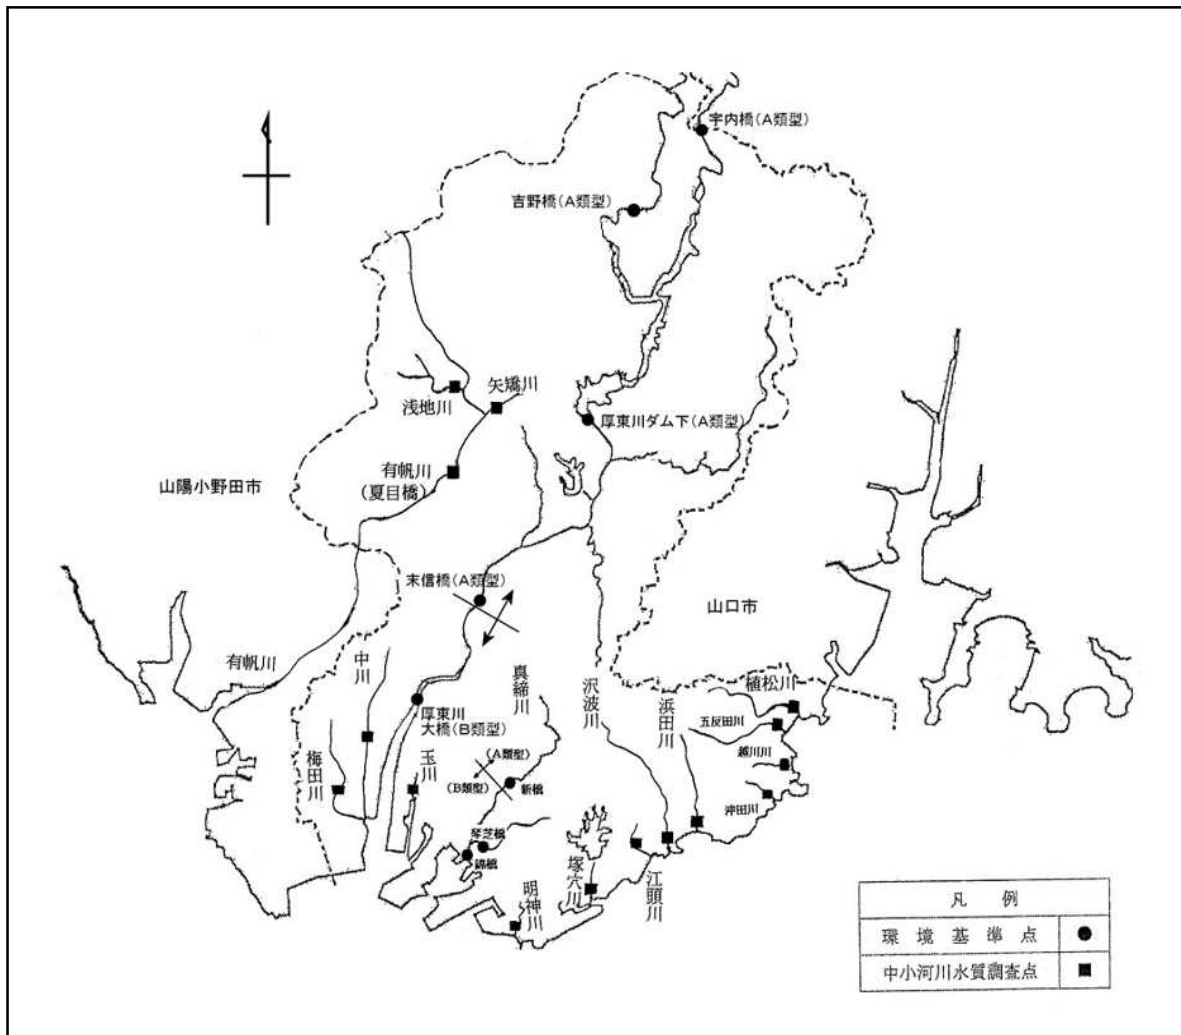 宇内橋(A類型)
吉野橋(A類型)
矢矯川
浅地川
厚東川ダム下(A類型)
有帆川
(夏目橋)
山陽小野田市
末信橋(A類型)
山口市
有帆川
中川
真締川
沢波川
浜田川
植松川
五反田川
厚東川
大橋(B類型)
梅田川
玉川
(A類型)
(B類型)
新橋
越川川
沖田川
琴芝橋
錦橋
塚穴川
江頭川
明神川
凡 例
環 境 基 準 点
中小河川水質調査点